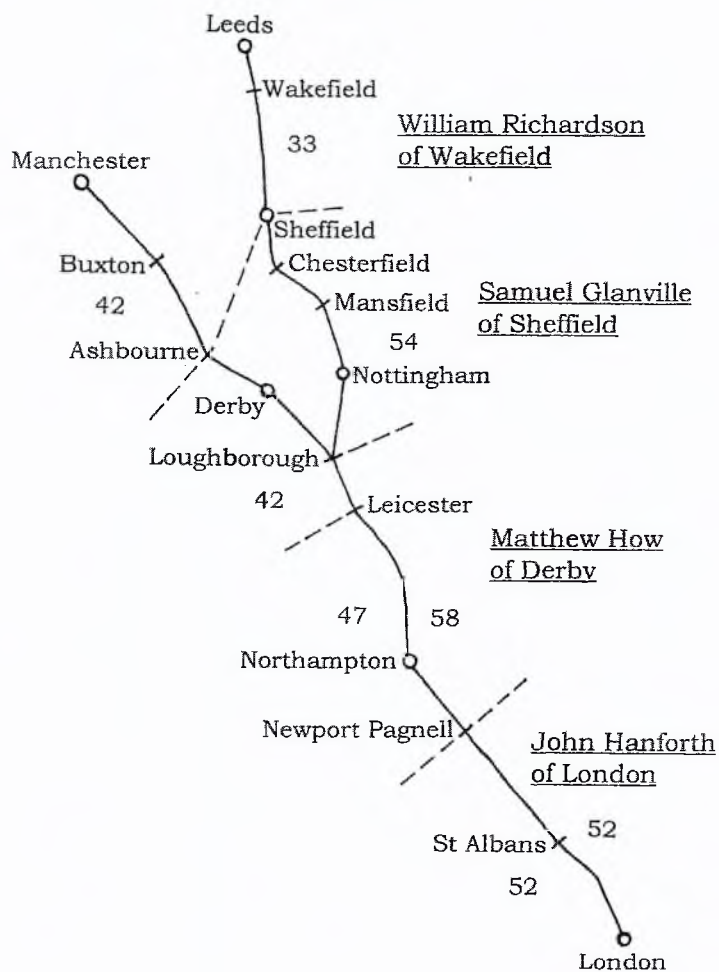 Leeds
Wakefield
33
William Richardson
of Wakefield
Manchester
Sheffield
Buxton
Chesterfield
42
Mansfield
Samuel Glanville
of Sheffield
54
Ashbourne
Nottingham
Derby
Loughborough
42
Leicester
Matthew How
of Derby
47
58
Northampton
Newport Pagnell
John Hanforth
of London
52
St Albans
52
London